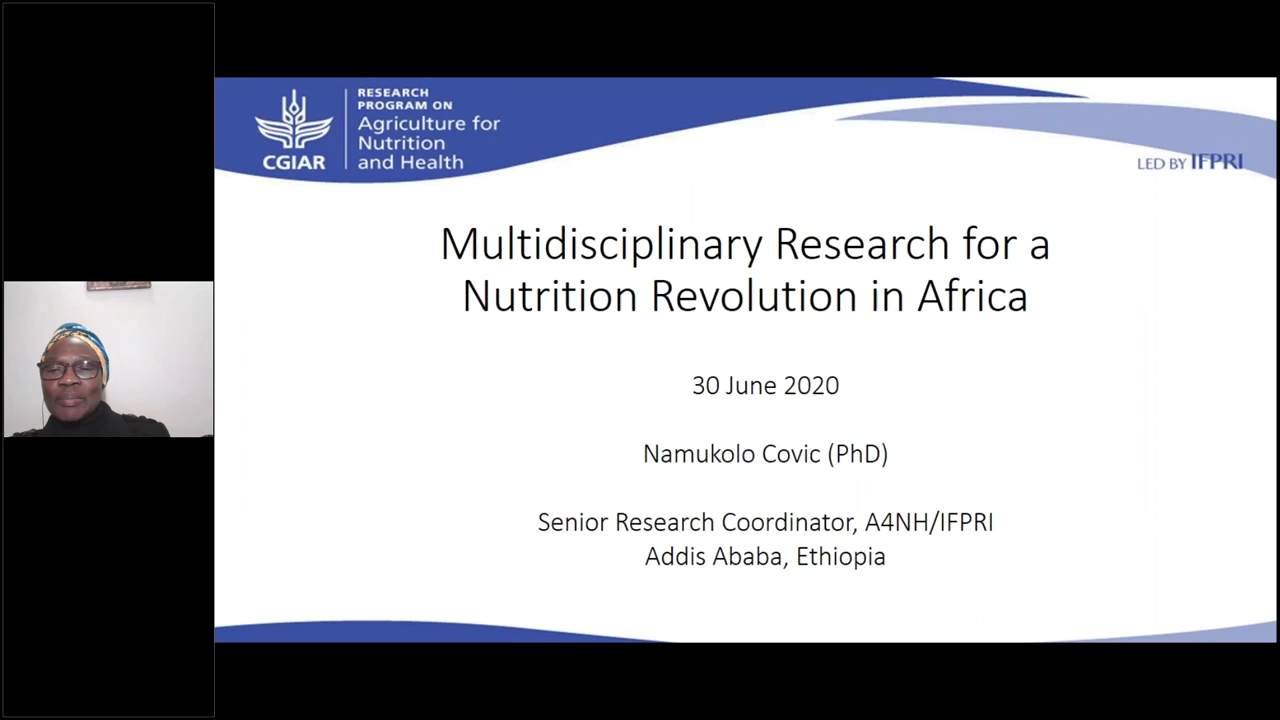 RESEARCH
PROGRAM ON
Agriculture for
Nutrition
and Health
CGIAR
LED BY IFPRI
Multidisciplinary Research for a
Nutrition Revolution in Africa
30 June 2020
Namukolo Covic (PhD)
Senior Research Coordinator, A4NH/IFPRI
Addis Ababa, Ethiopia